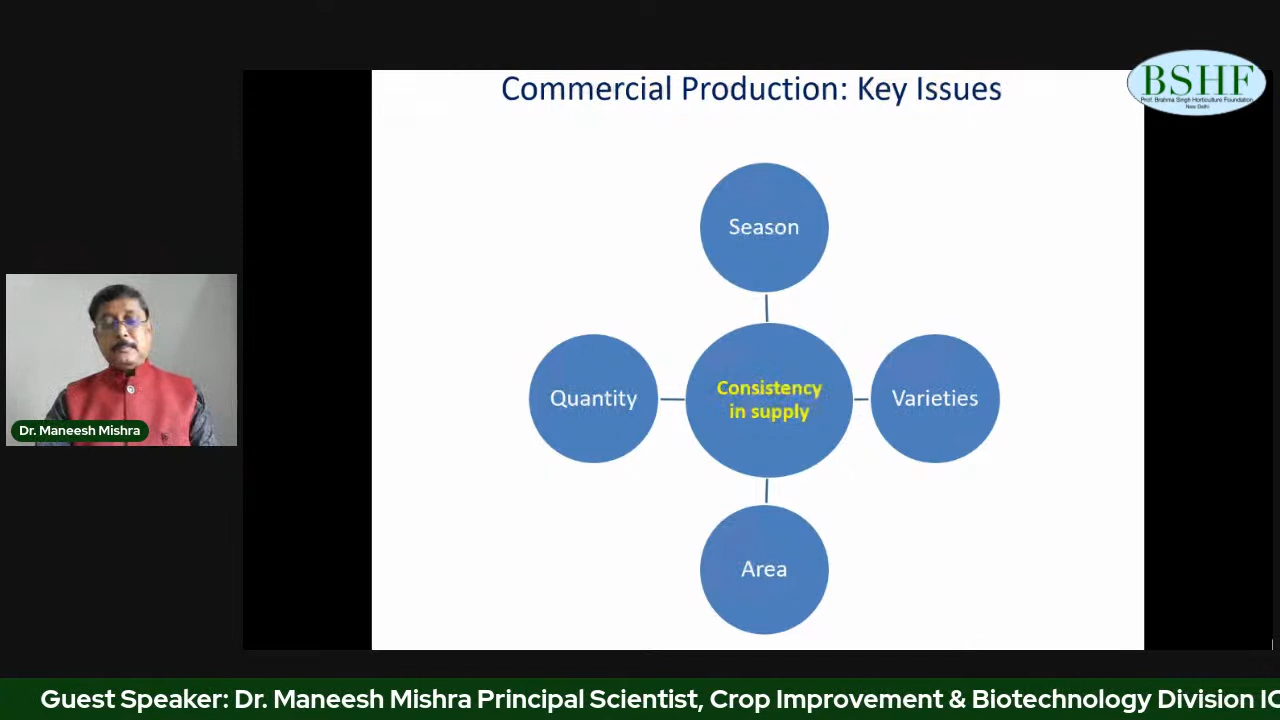 Commercial Production: Key Issues
BSHF
Prof. Brahma Singh Horticulture Foundation
New Delhi
Season
Quantity
Consistency
in supply
Varieties
Area
Dr. Maneesh Mishra
Guest Speaker: Dr. Maneesh Mishra Principal Scientist, Crop Improvement & Biotechnology Division